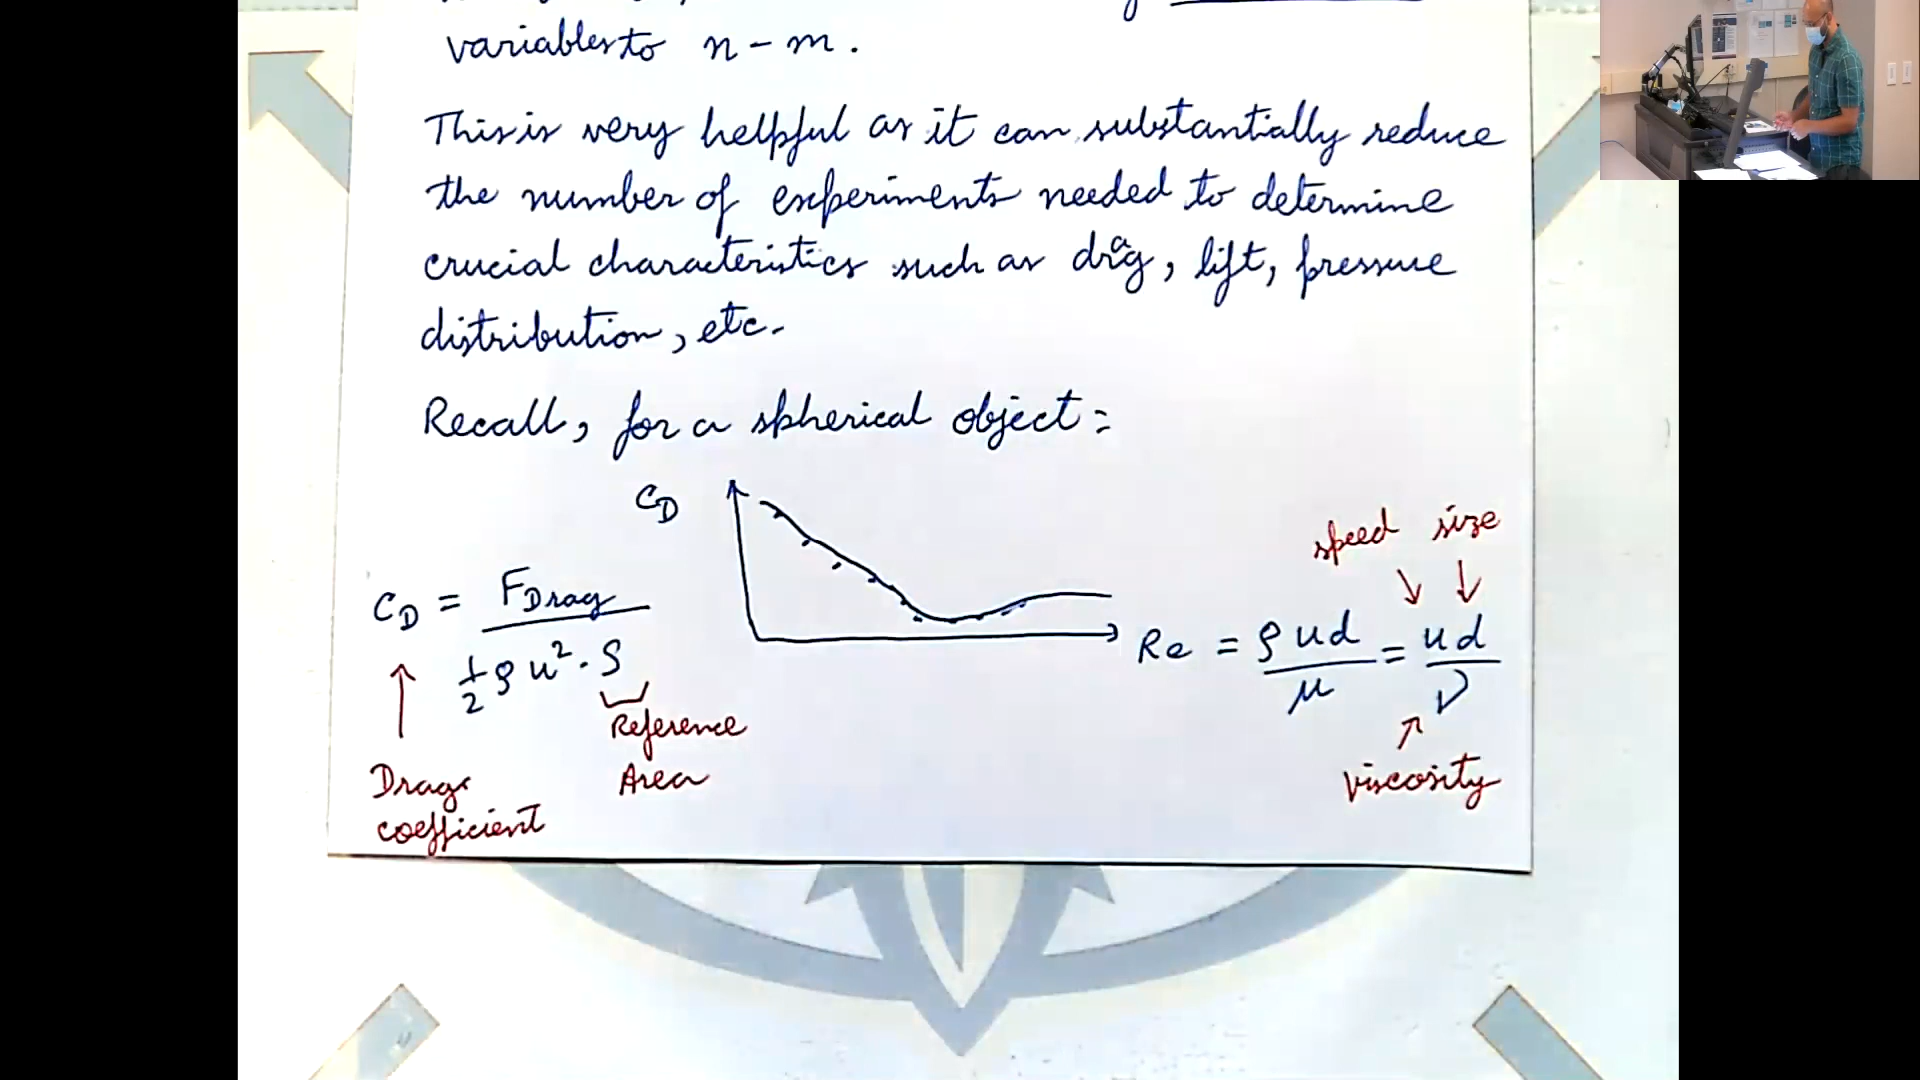 variables to n - m.
This is very helpful as it can substantially reduce
the number of experiments needed to determine
crucial characteristics such as drag, lift, pressure
distribution, etc.
Recall, for a spherical object:
C_D
speed size
C_D = F_Drag / (1/2 ρ u² · S)
Re = ρud/μ = ud/ν
Reference
Area
viscosity
Drag
coefficient